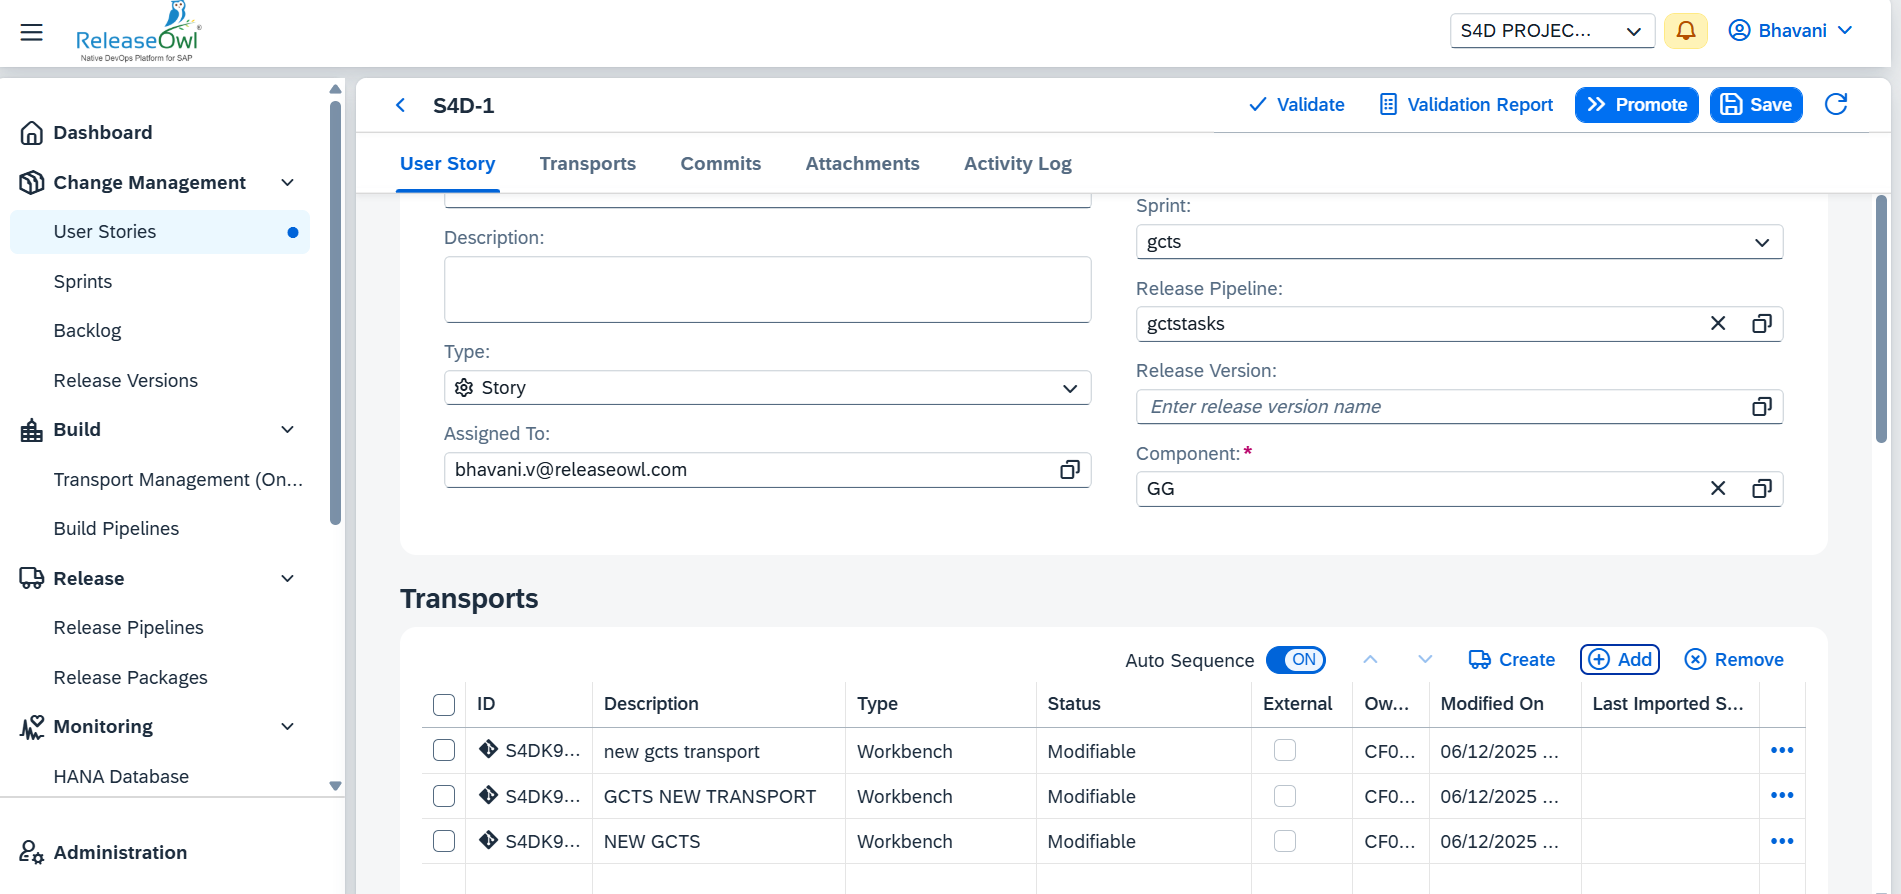 ReleaseOwl
Native DevOps Platform for SAP
S4D PROJEC...
Bhavani
Dashboard
Change Management
User Stories
Sprints
Backlog
Release Versions
Build
Transport Management (On...
Build Pipelines
Release
Release Pipelines
Release Packages
Monitoring
HANA Database
Administration
S4D-1
Validate
Validation Report
Promote
Save
User Story
Transports
Commits
Attachments
Activity Log
Description:
Type:
Story
Assigned To:
bhavani.v@releaseowl.com
Sprint:
gcts
Release Pipeline:
gctstasks
Release Version:
Enter release version name
Component:*
GG
Transports
Auto Sequence ON Create Add Remove
ID Description Type Status External Ow... Modified On Last Imported S...
S4DK9... new gcts transport Workbench Modifiable CF0... 06/12/2025 ...
S4DK9... GCTS NEW TRANSPORT Workbench Modifiable CF0... 06/12/2025 ...
S4DK9... NEW GCTS Workbench Modifiable CF0... 06/12/2025 ...